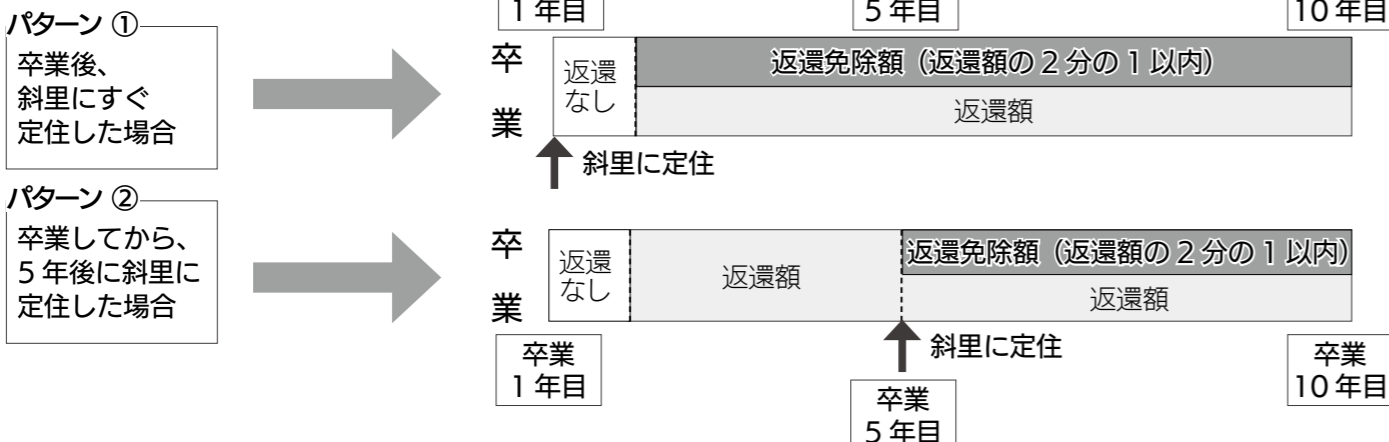 1 年目
5 年目
10 年目
パターン ①
卒業後、
斜里にすぐ
定住した場合
卒
業
返還
なし
返還免除額（返還額の 2 分の 1 以内）
返還額
斜里に定住
パターン ②
卒業してから、
5 年後に斜里に
定住した場合
卒
業
返還
なし
返還額
返還免除額（返還額の 2 分の 1 以内）
返還額
斜里に定住
卒業
1 年目
卒業
5 年目
卒業
10 年目